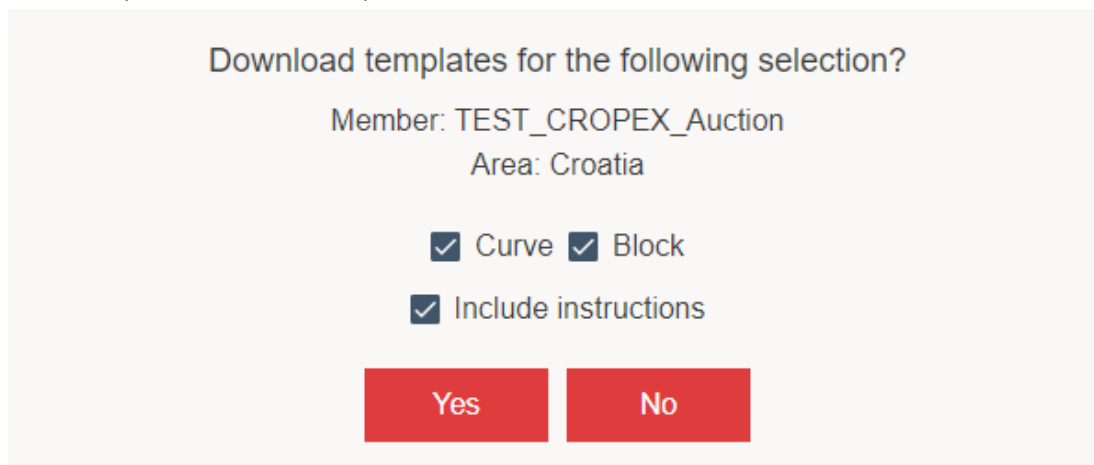 Download templates for the following selection?
Member: TEST_CROPEX_Auction
Area: Croatia
Curve Block
Include instructions
Yes No